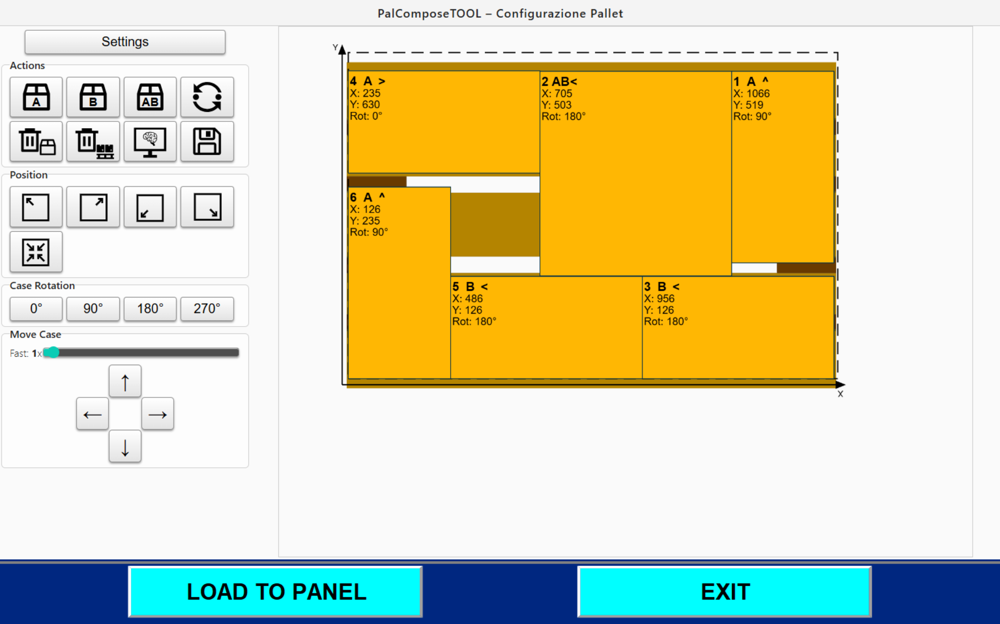 PalComposeTOOL – Configurazione Pallet
Settings
Actions
A
B
AB
Position
Case Rotation
0°
90°
180°
270°
Move Case
Fast: 1x
↑
←
→
↓
Y
4 A >
X: 235
Y: 630
Rot: 0°
2 AB<
X: 705
Y: 503
Rot: 180°
1 A ^
X: 1066
Y: 519
Rot: 90°
6 A ^
X: 126
Y: 235
Rot: 90°
5 B <
X: 486
Y: 126
Rot: 180°
3 B <
X: 956
Y: 126
Rot: 180°
X
LOAD TO PANEL
EXIT